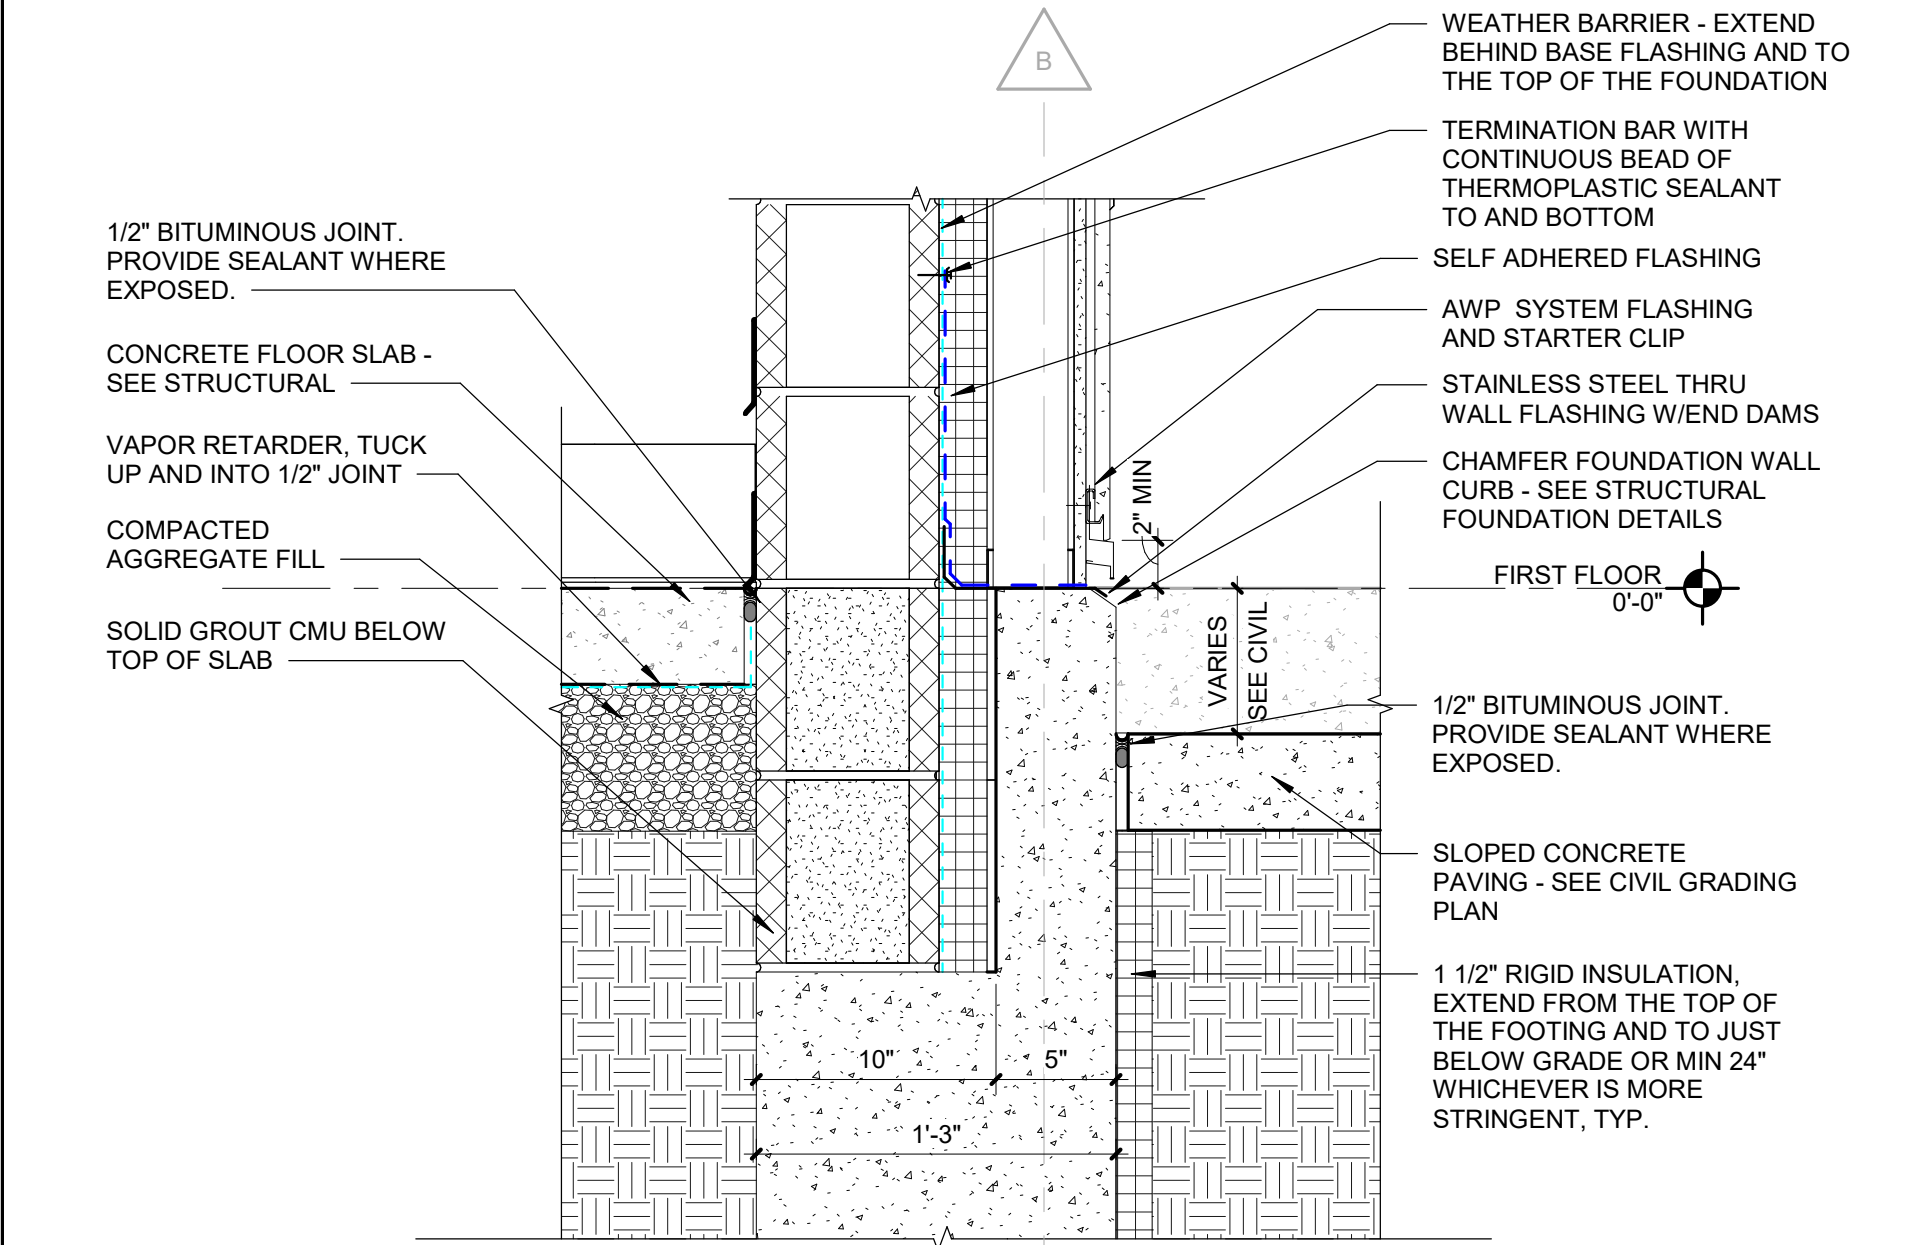 B
WEATHER BARRIER - EXTEND
BEHIND BASE FLASHING AND TO
THE TOP OF THE FOUNDATION
TERMINATION BAR WITH
CONTINUOUS BEAD OF
THERMOPLASTIC SEALANT
TO AND BOTTOM
SELF ADHERED FLASHING
AWP  SYSTEM FLASHING
AND STARTER CLIP
STAINLESS STEEL THRU
WALL FLASHING W/END DAMS
CHAMFER FOUNDATION WALL
CURB - SEE STRUCTURAL
FOUNDATION DETAILS
1/2" BITUMINOUS JOINT.
PROVIDE SEALANT WHERE
EXPOSED.
CONCRETE FLOOR SLAB -
SEE STRUCTURAL
VAPOR RETARDER, TUCK
UP AND INTO 1/2" JOINT
COMPACTED
AGGREGATE FILL
SOLID GROUT CMU BELOW
TOP OF SLAB
2" MIN
FIRST FLOOR
0'-0"
VARIES
SEE CIVIL
1/2" BITUMINOUS JOINT.
PROVIDE SEALANT WHERE
EXPOSED.
SLOPED CONCRETE
PAVING - SEE CIVIL GRADING
PLAN
1 1/2" RIGID INSULATION,
EXTEND FROM THE TOP OF
THE FOOTING AND TO JUST
BELOW GRADE OR MIN 24"
WHICHEVER IS MORE
STRINGENT, TYP.
10"
5"
1'-3"